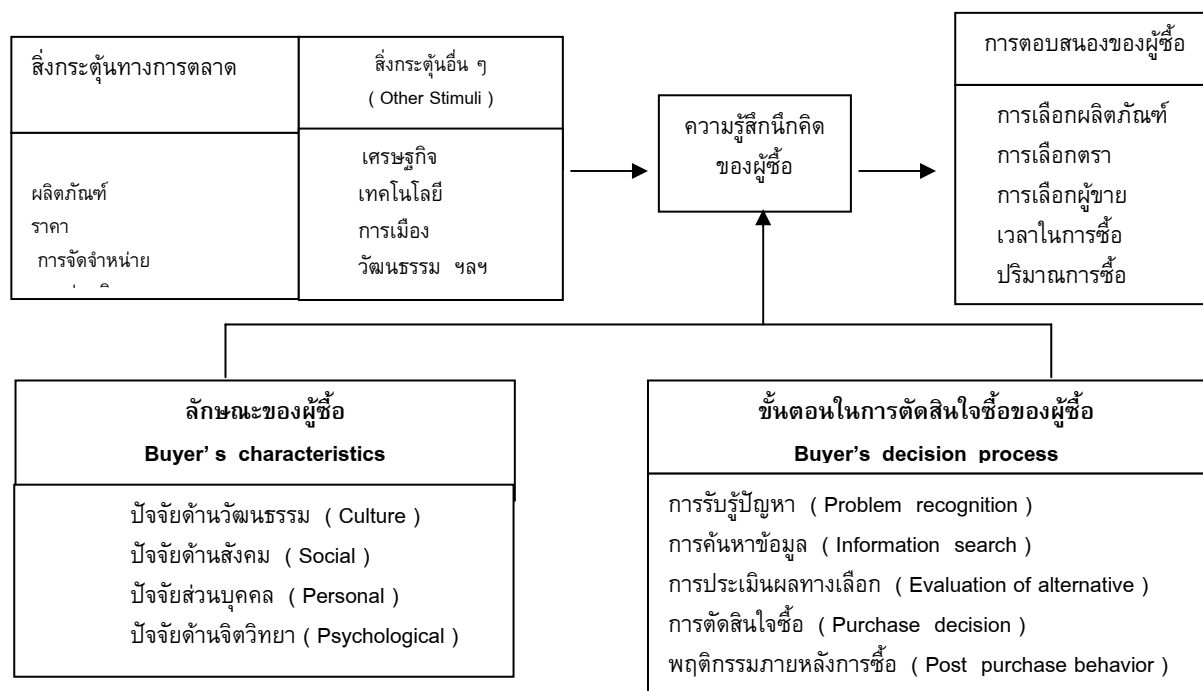 สิ่งกระตุ้นทางการตลาด
ผลิตภัณฑ์
ราคา
การจัดจำหน่าย
สิ่งกระตุ้นอื่น ๆ
( Other Stimuli )
เศรษฐกิจ
เทคโนโลยี
การเมือง
วัฒนธรรม ฯลฯ
ความรู้สึกนึกคิด
ของผู้ซื้อ
การตอบสนองของผู้ซื้อ
การเลือกผลิตภัณฑ์
การเลือกตรา
การเลือกผู้ขาย
เวลาในการซื้อ
ปริมาณการซื้อ
ลักษณะของผู้ซื้อ
Buyer' s characteristics
ปัจจัยด้านวัฒนธรรม ( Culture )
ปัจจัยด้านสังคม ( Social )
ปัจจัยส่วนบุคคล ( Personal )
ปัจจัยด้านจิตวิทยา ( Psychological )
ขั้นตอนในการตัดสินใจซื้อของผู้ซื้อ
Buyer's decision process
การรับรู้ปัญหา ( Problem recognition )
การค้นหาข้อมูล ( Information search )
การประเมินผลทางเลือก ( Evaluation of alternative )
การตัดสินใจซื้อ ( Purchase decision )
พฤติกรรมภายหลังการซื้อ ( Post purchase behavior )